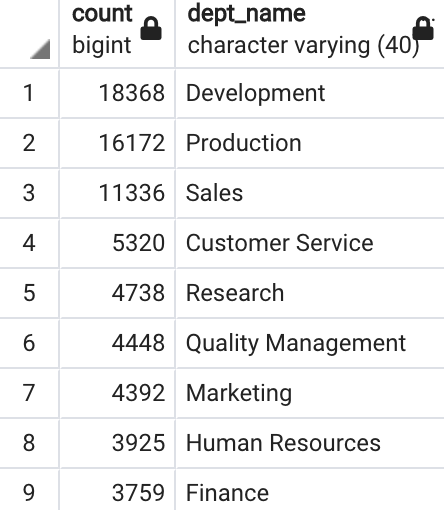 count dept_name
bigint character varying (40)
1 18368 Development
2 16172 Production
3 11336 Sales
4 5320 Customer Service
5 4738 Research
6 4448 Quality Management
7 4392 Marketing
8 3925 Human Resources
9 3759 Finance